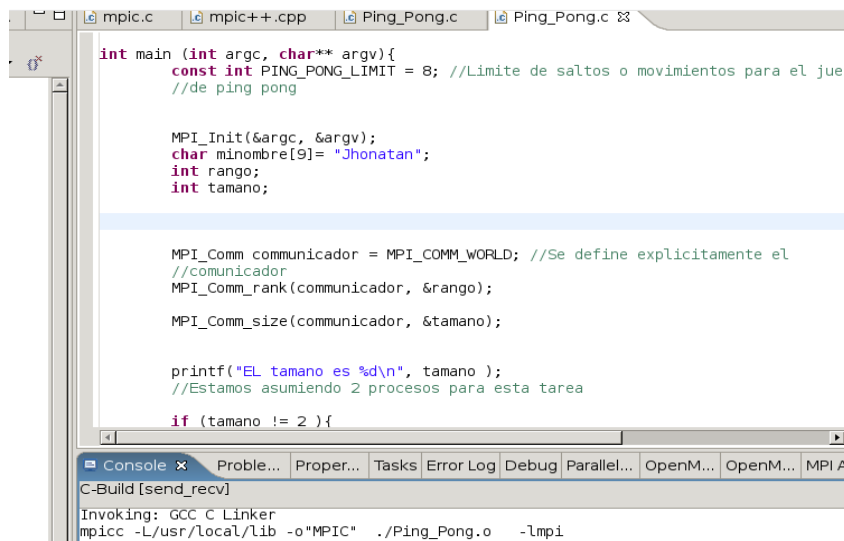 mpic.c mpic++.cpp Ping_Pong.c Ping_Pong.c
int main (int argc, char** argv){
const int PING_PONG_LIMIT = 8; //Limite de saltos o movimientos para el jue
//de ping pong
MPI_Init(&argc, &argv);
char minombre[9]= "Jhonatan";
int rango;
int tamano;
MPI_Comm communicador = MPI_COMM_WORLD; //Se define explicitamente el
//comunicador
MPI_Comm_rank(communicador, &rango);
MPI_Comm_size(communicador, &tamano);
printf("EL tamano es %d\n", tamano );
//Estamos asumiendo 2 procesos para esta tarea
if (tamano != 2 ){
Console Proble... Proper... Tasks Error Log Debug Parallel... OpenM... OpenM... MPI A
C-Build [send_recv]
Invoking: GCC C Linker
mpicc -L/usr/local/lib -o"MPIC" ./Ping_Pong.o -lmpi